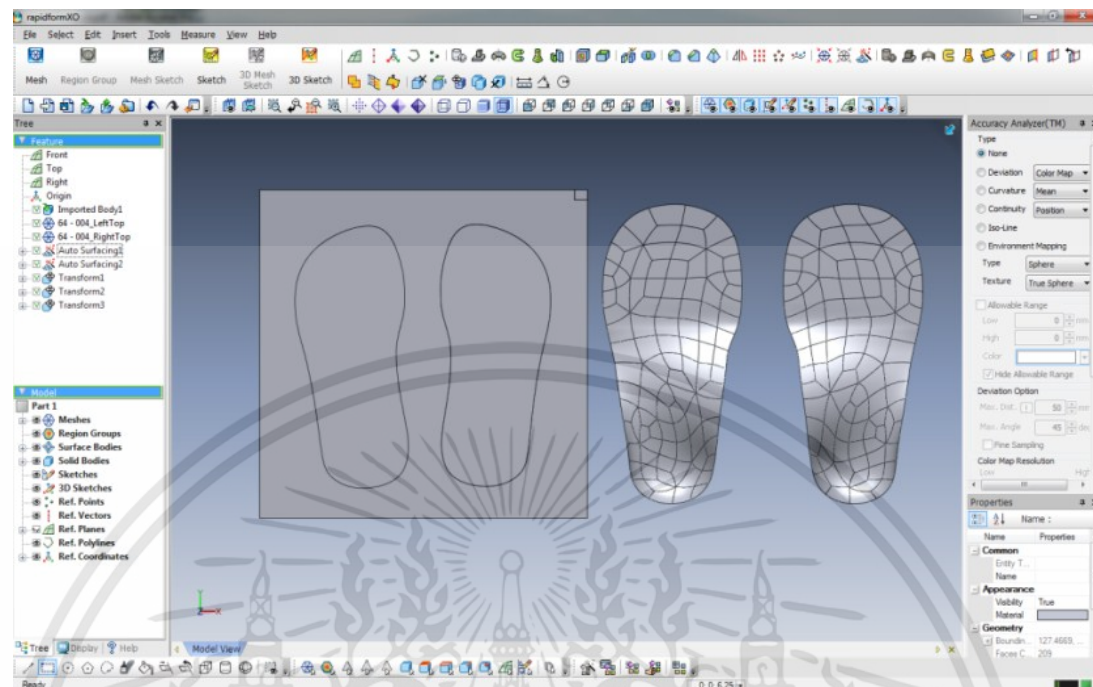 rapidformXO
File Select Edit Insert Tools Measure View Help
Mesh Region Group Mesh Sketch Sketch 3D Mesh Sketch 3D Sketch
Tree
Feature
Front
Top
Right
Origin
Imported Body1
64 - 004_LeftTop
64 - 004_RightTop
Auto Surfacing1
Auto Surfacing2
Transform1
Transform2
Transform3
Model
Part 1
Meshes
Region Groups
Surface Bodies
Solid Bodies
Sketches
3D Sketches
Ref. Points
Ref. Vectors
Ref. Planes
Ref. Polylines
Ref. Coordinates
Tree Display Help
Model View
Y
Z X
Accuracy Analyzer(TM)
Type
None
Deviation Color Map
Curvature Mean
Continuity Position
Iso-Line
Environment Mapping
Type Sphere
Texture True Sphere
Allowable Range
Low 0 mm
High 0 mm
Color
Hide Allowable Range
Deviation Option
Max. Dist. 50 mm
Max. Angle 45 deg
Fine Sampling
Color Map Resolution
Low High
Properties
Name :
Name Properties
Common
Entity T...
Name
Appearance
Visibility True
Material
Geometry
Boundin... 127.4669, ...
Faces C... 209
Ready
0, 0, 6.25